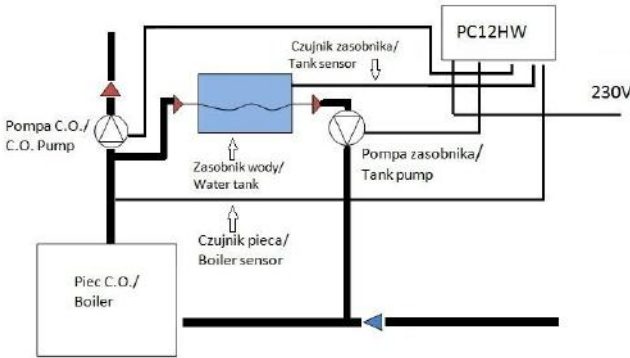 PC12HW
Czujnik zasobnika/
Tank sensor
230V
Pompa C.O./
C.O. Pump
Pompa zasobnika/
Tank pump
Zasobnik wody/
Water tank
Czujnik pieca/
Boiler sensor
Piec C.O./
Boiler